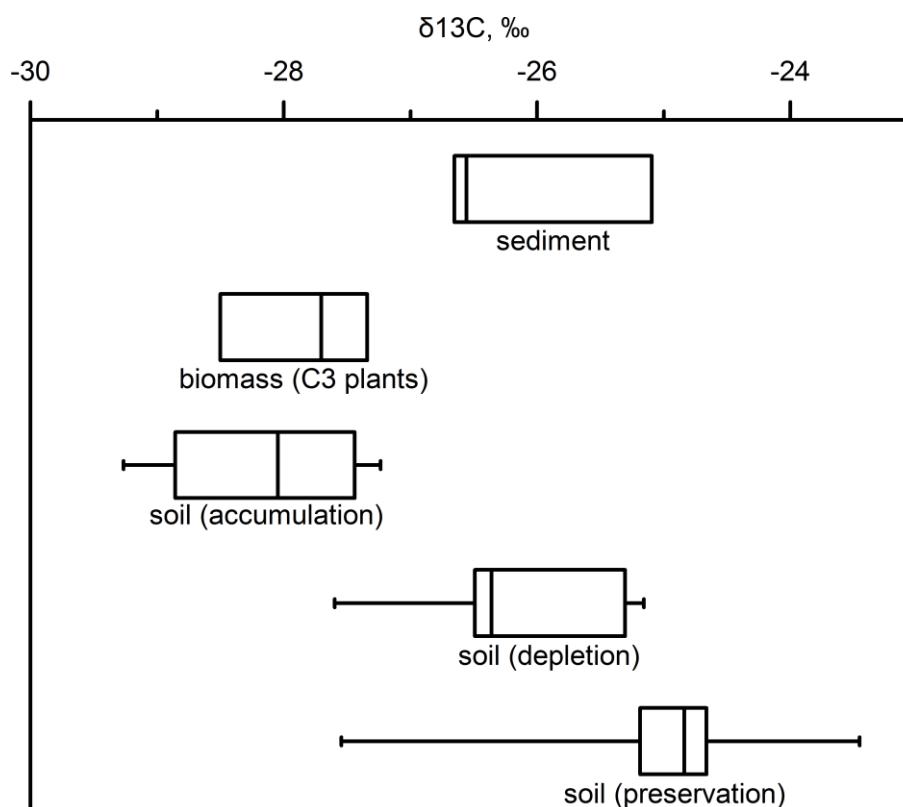 δ13C, ‰
-30 -28 -26 -24
sediment
biomass (C3 plants)
soil (accumulation)
soil (depletion)
soil (preservation)